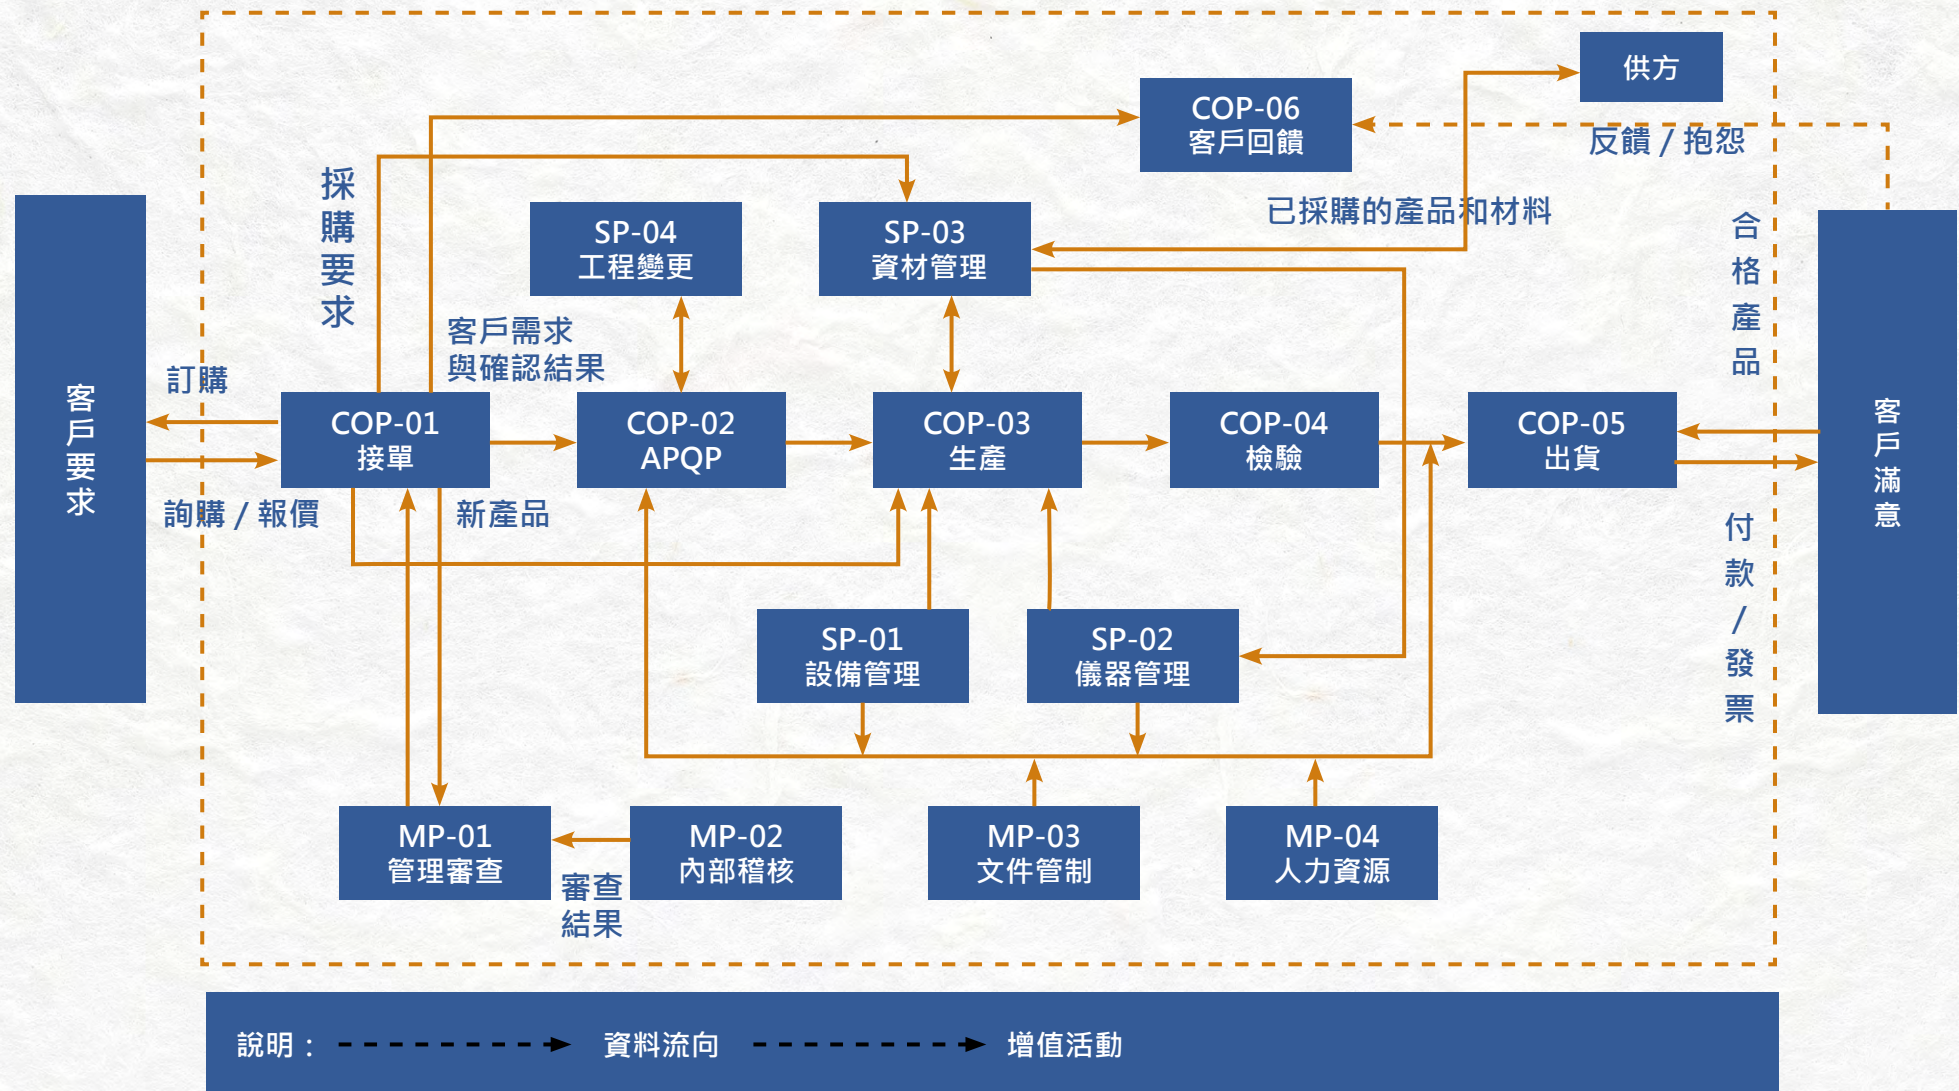 供方
COP-06
客戶回饋
反饋 / 抱怨
採購要求
已採購的產品和材料
合格產品
SP-04
工程變更
SP-03
資材管理
客戶需求
與確認結果
訂購
客戶要求
COP-01
接單
COP-02
APQP
COP-03
生產
COP-04
檢驗
COP-05
出貨
客戶滿意
詢購 / 報價
新產品
付款/發票
SP-01
設備管理
SP-02
儀器管理
MP-01
管理審查
MP-02
內部稽核
MP-03
文件管制
MP-04
人力資源
審查
結果
說明：
資料流向
增值活動